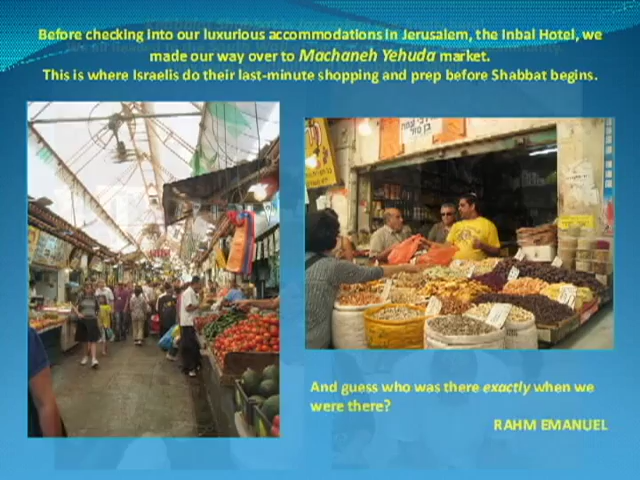 Before checking into our luxurious accommodations in Jerusalem, the Inbal Hotel, we
made our way over to Machaneh Yehuda market.
This is where Israelis do their last-minute shopping and prep before Shabbat begins.
And guess who was there exactly when we
were there?
RAHM EMANUEL